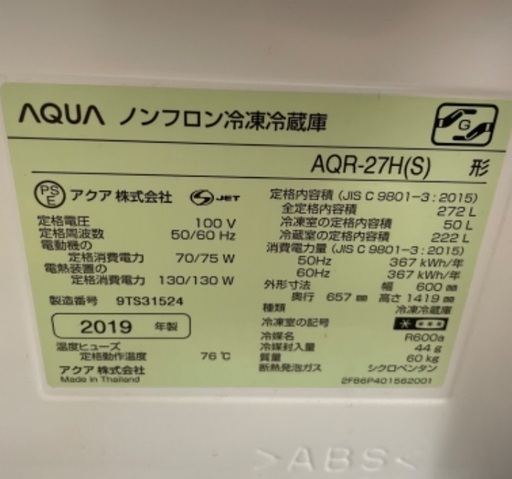 AQUA ノンフロン冷凍冷蔵庫
G
AQR-27H(S) 形
PS E アクア株式会社 S JET
定格電圧 100 V
定格周波数 50/60 Hz
電動機の
定格消費電力 70/75 W
電熱装置の
定格消費電力 130/130 W
製造番号 9TS31524
2019 年製
温度ヒューズ
定格動作温度 76℃
アクア株式会社
Made in Thailand
定格内容積 (JIS C 9801-3:2015)
全定格内容積 272 L
冷凍室の定格内容積 50 L
冷蔵室の定格内容積 222 L
消費電力量 (JIS C 9801-3:2015)
50Hz 367 kWh/年
60Hz 367 kWh/年
外形寸法 幅 600 mm
奥行 657 mm 高さ 1419 mm
種類 冷凍冷蔵庫
冷凍室の記号
冷媒名 R600a
冷媒封入量 44 g
質量 60 kg
断熱発泡ガス シクロペンタン
2FB6P401562001
>ABS<